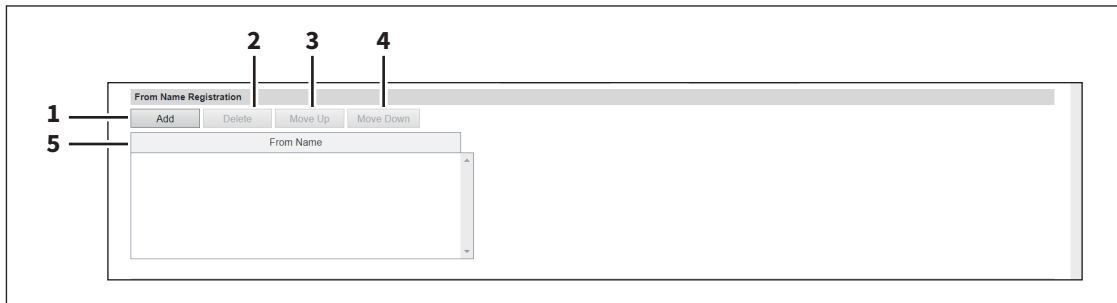 2 3 4
From Name Registration
1 Add Delete Move Up Move Down
5 From Name